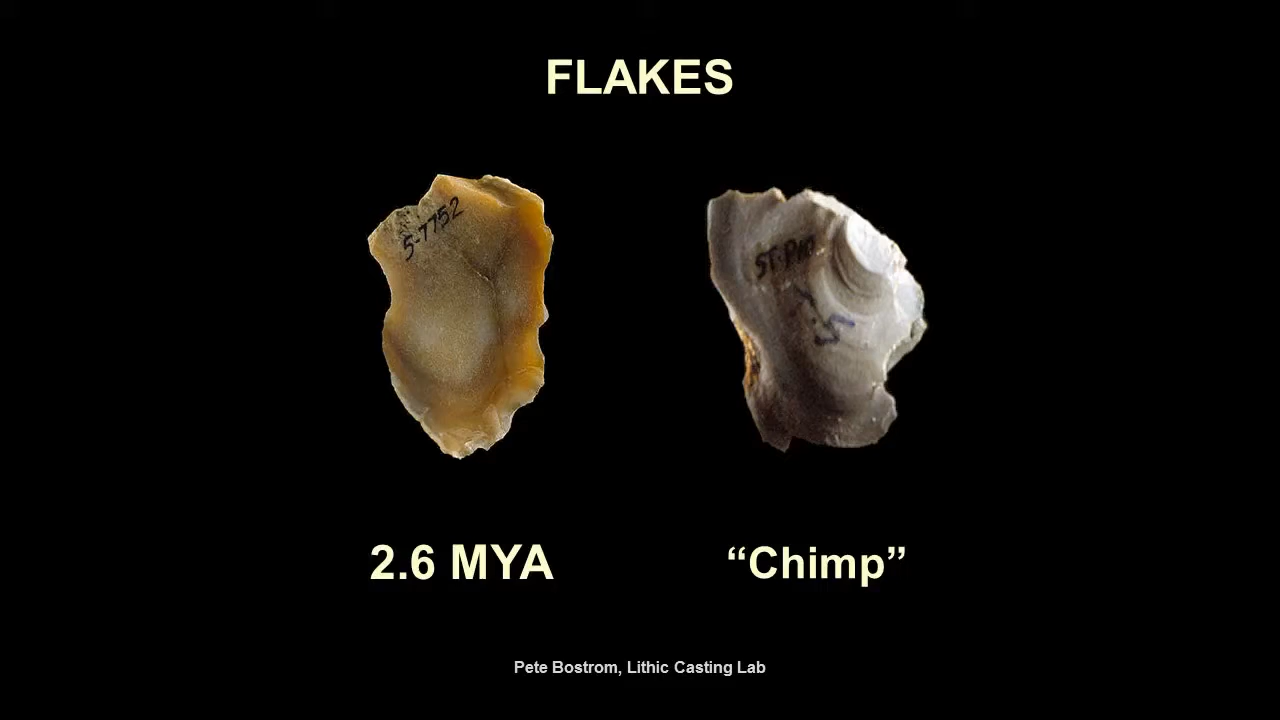 FLAKES
5-7752
2.6 MYA
“Chimp”
Pete Bostrom, Lithic Casting Lab